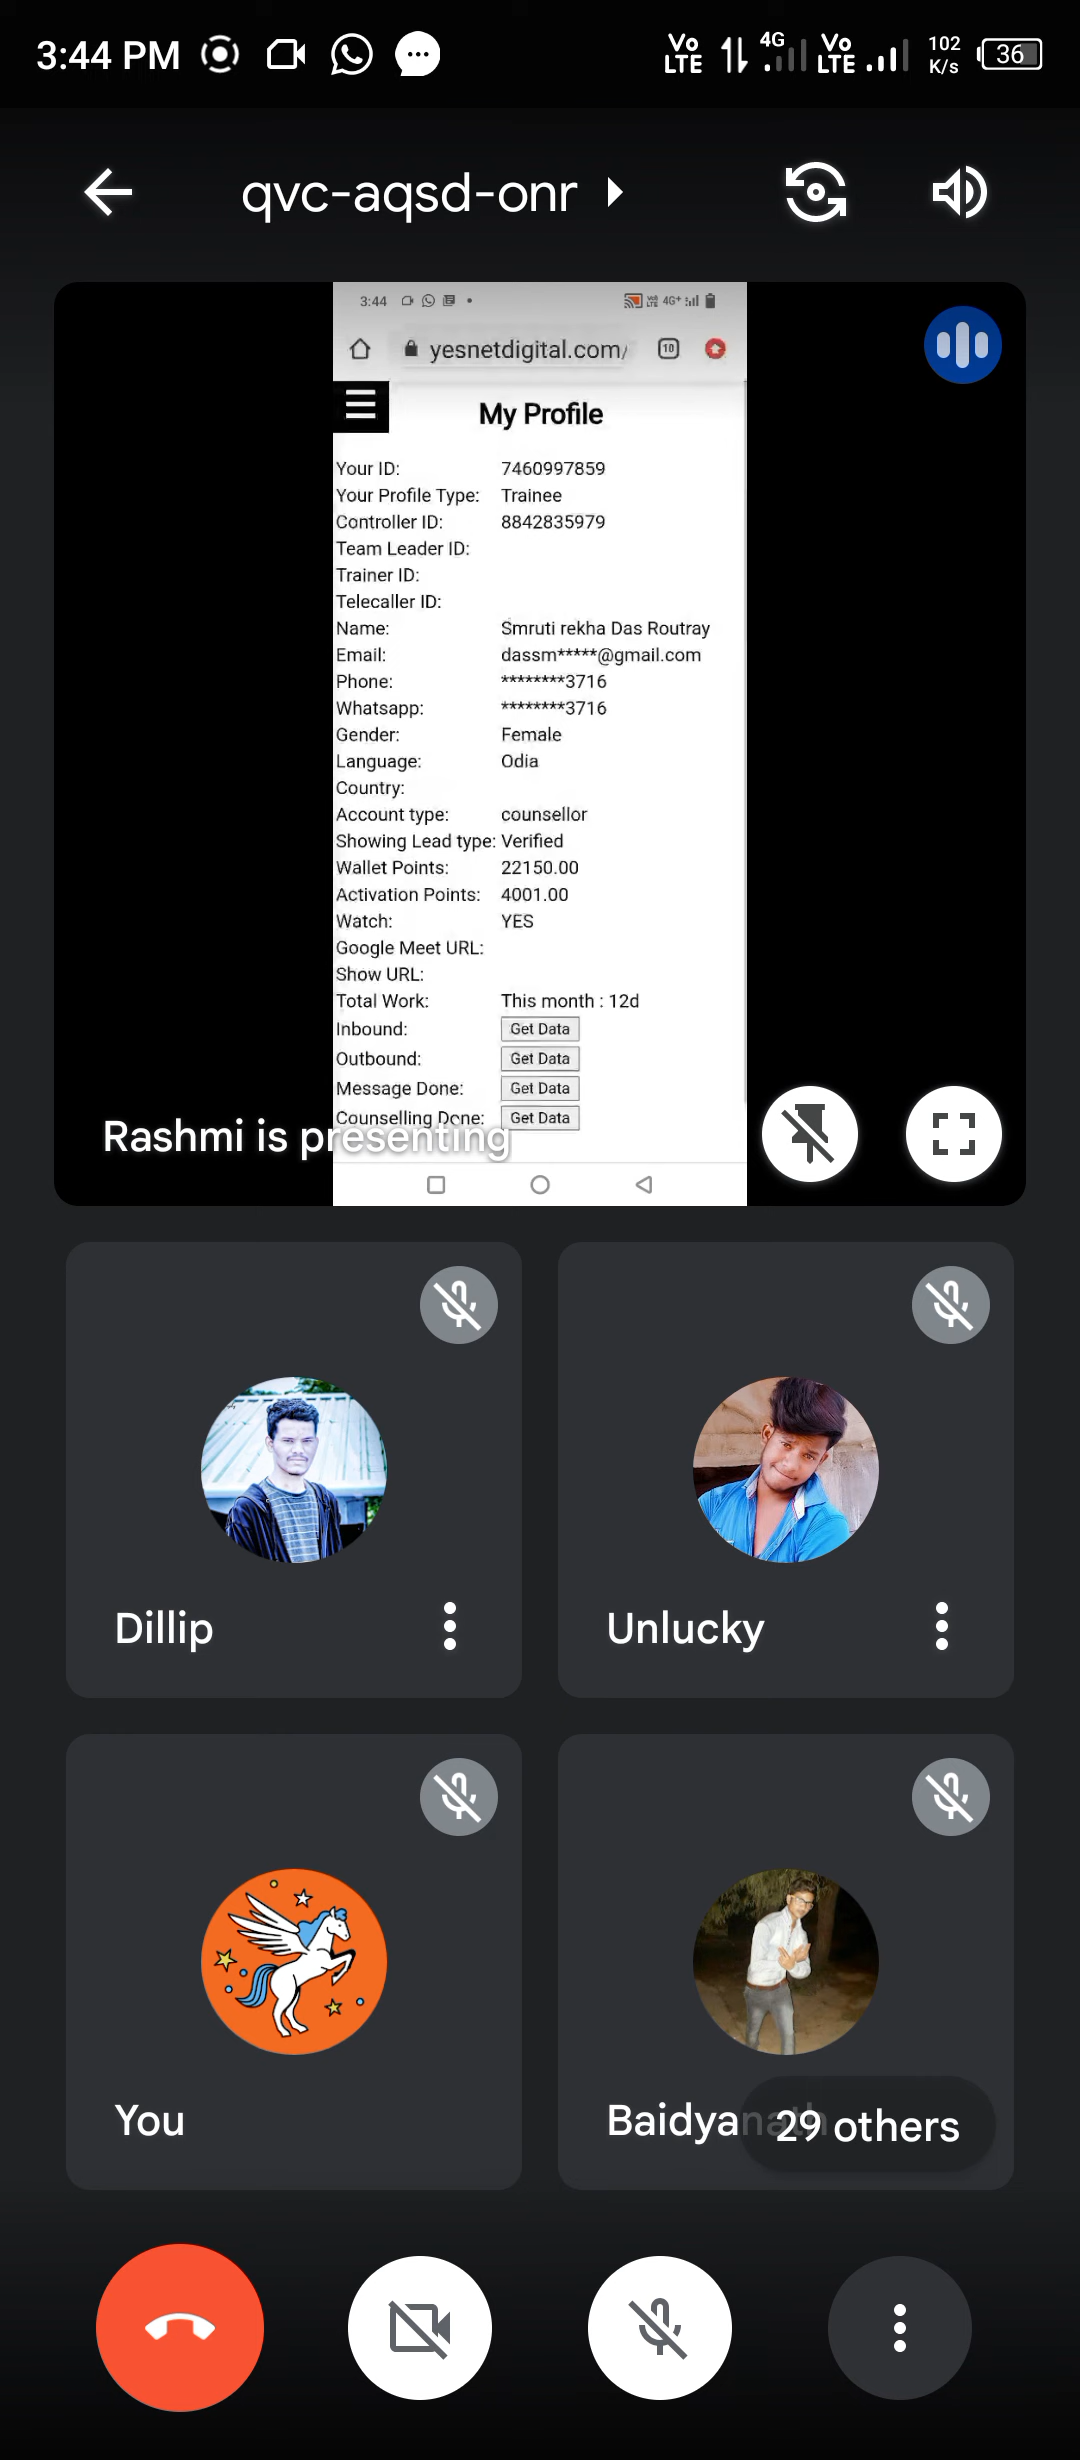 3:44 PM
Vo LTE 4G Vo LTE 102 K/s 36
qvc-aqsd-onr
3:44
Vo LTE 4G+
yesnetdigital.com/
10
My Profile
Your ID: 7460997859
Your Profile Type: Trainee
Controller ID: 8842835979
Team Leader ID:
Trainer ID:
Telecaller ID:
Name: Smruti rekha Das Routray
Email: dassm*****@gmail.com
Phone: ********3716
Whatsapp: ********3716
Gender: Female
Language: Odia
Country:
Account type: counsellor
Showing Lead type: Verified
Wallet Points: 22150.00
Activation Points: 4001.00
Watch: YES
Google Meet URL:
Show URL:
Total Work: This month : 12d
Inbound: Get Data
Outbound: Get Data
Message Done: Get Data
Counselling Done: Get Data
Rashmi is presenting
Dillip
Unlucky
You
Baidyanath
29 others